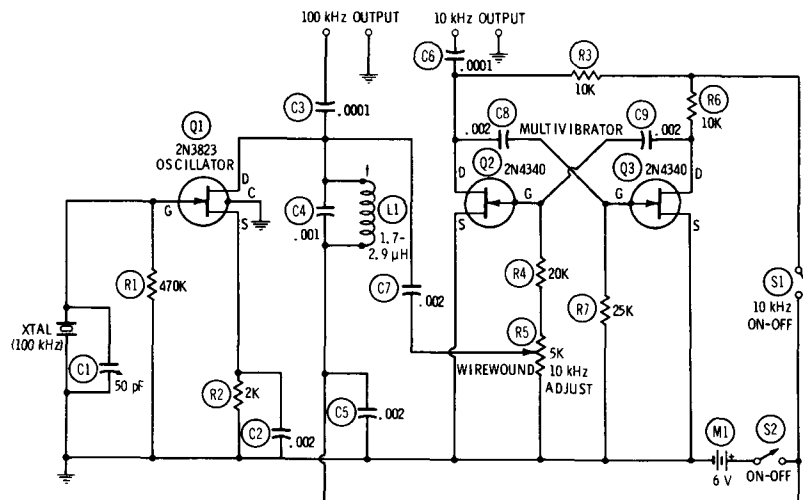 100 kHz OUTPUT
10 kHz OUTPUT
C6
.0001
R3
10K
R6
10K
C3
.0001
C8
.002
MULTIVIBRATOR
C9
.002
Q1
2N3823
OSCILLATOR
D
C
G
S
Q2
2N4340
D
G
S
Q3
2N4340
D
G
S
C4
.001
L1
1.7-
2.9 μH
C7
.002
R1
470K
R4
20K
R7
25K
S1
10 kHz
ON-OFF
XTAL
(100 kHz)
C1
50 pF
R5
5K
WIREWOUND
10 kHz
ADJUST
R2
2K
C2
.002
C5
.002
M1
+
6 V
S2
ON-OFF